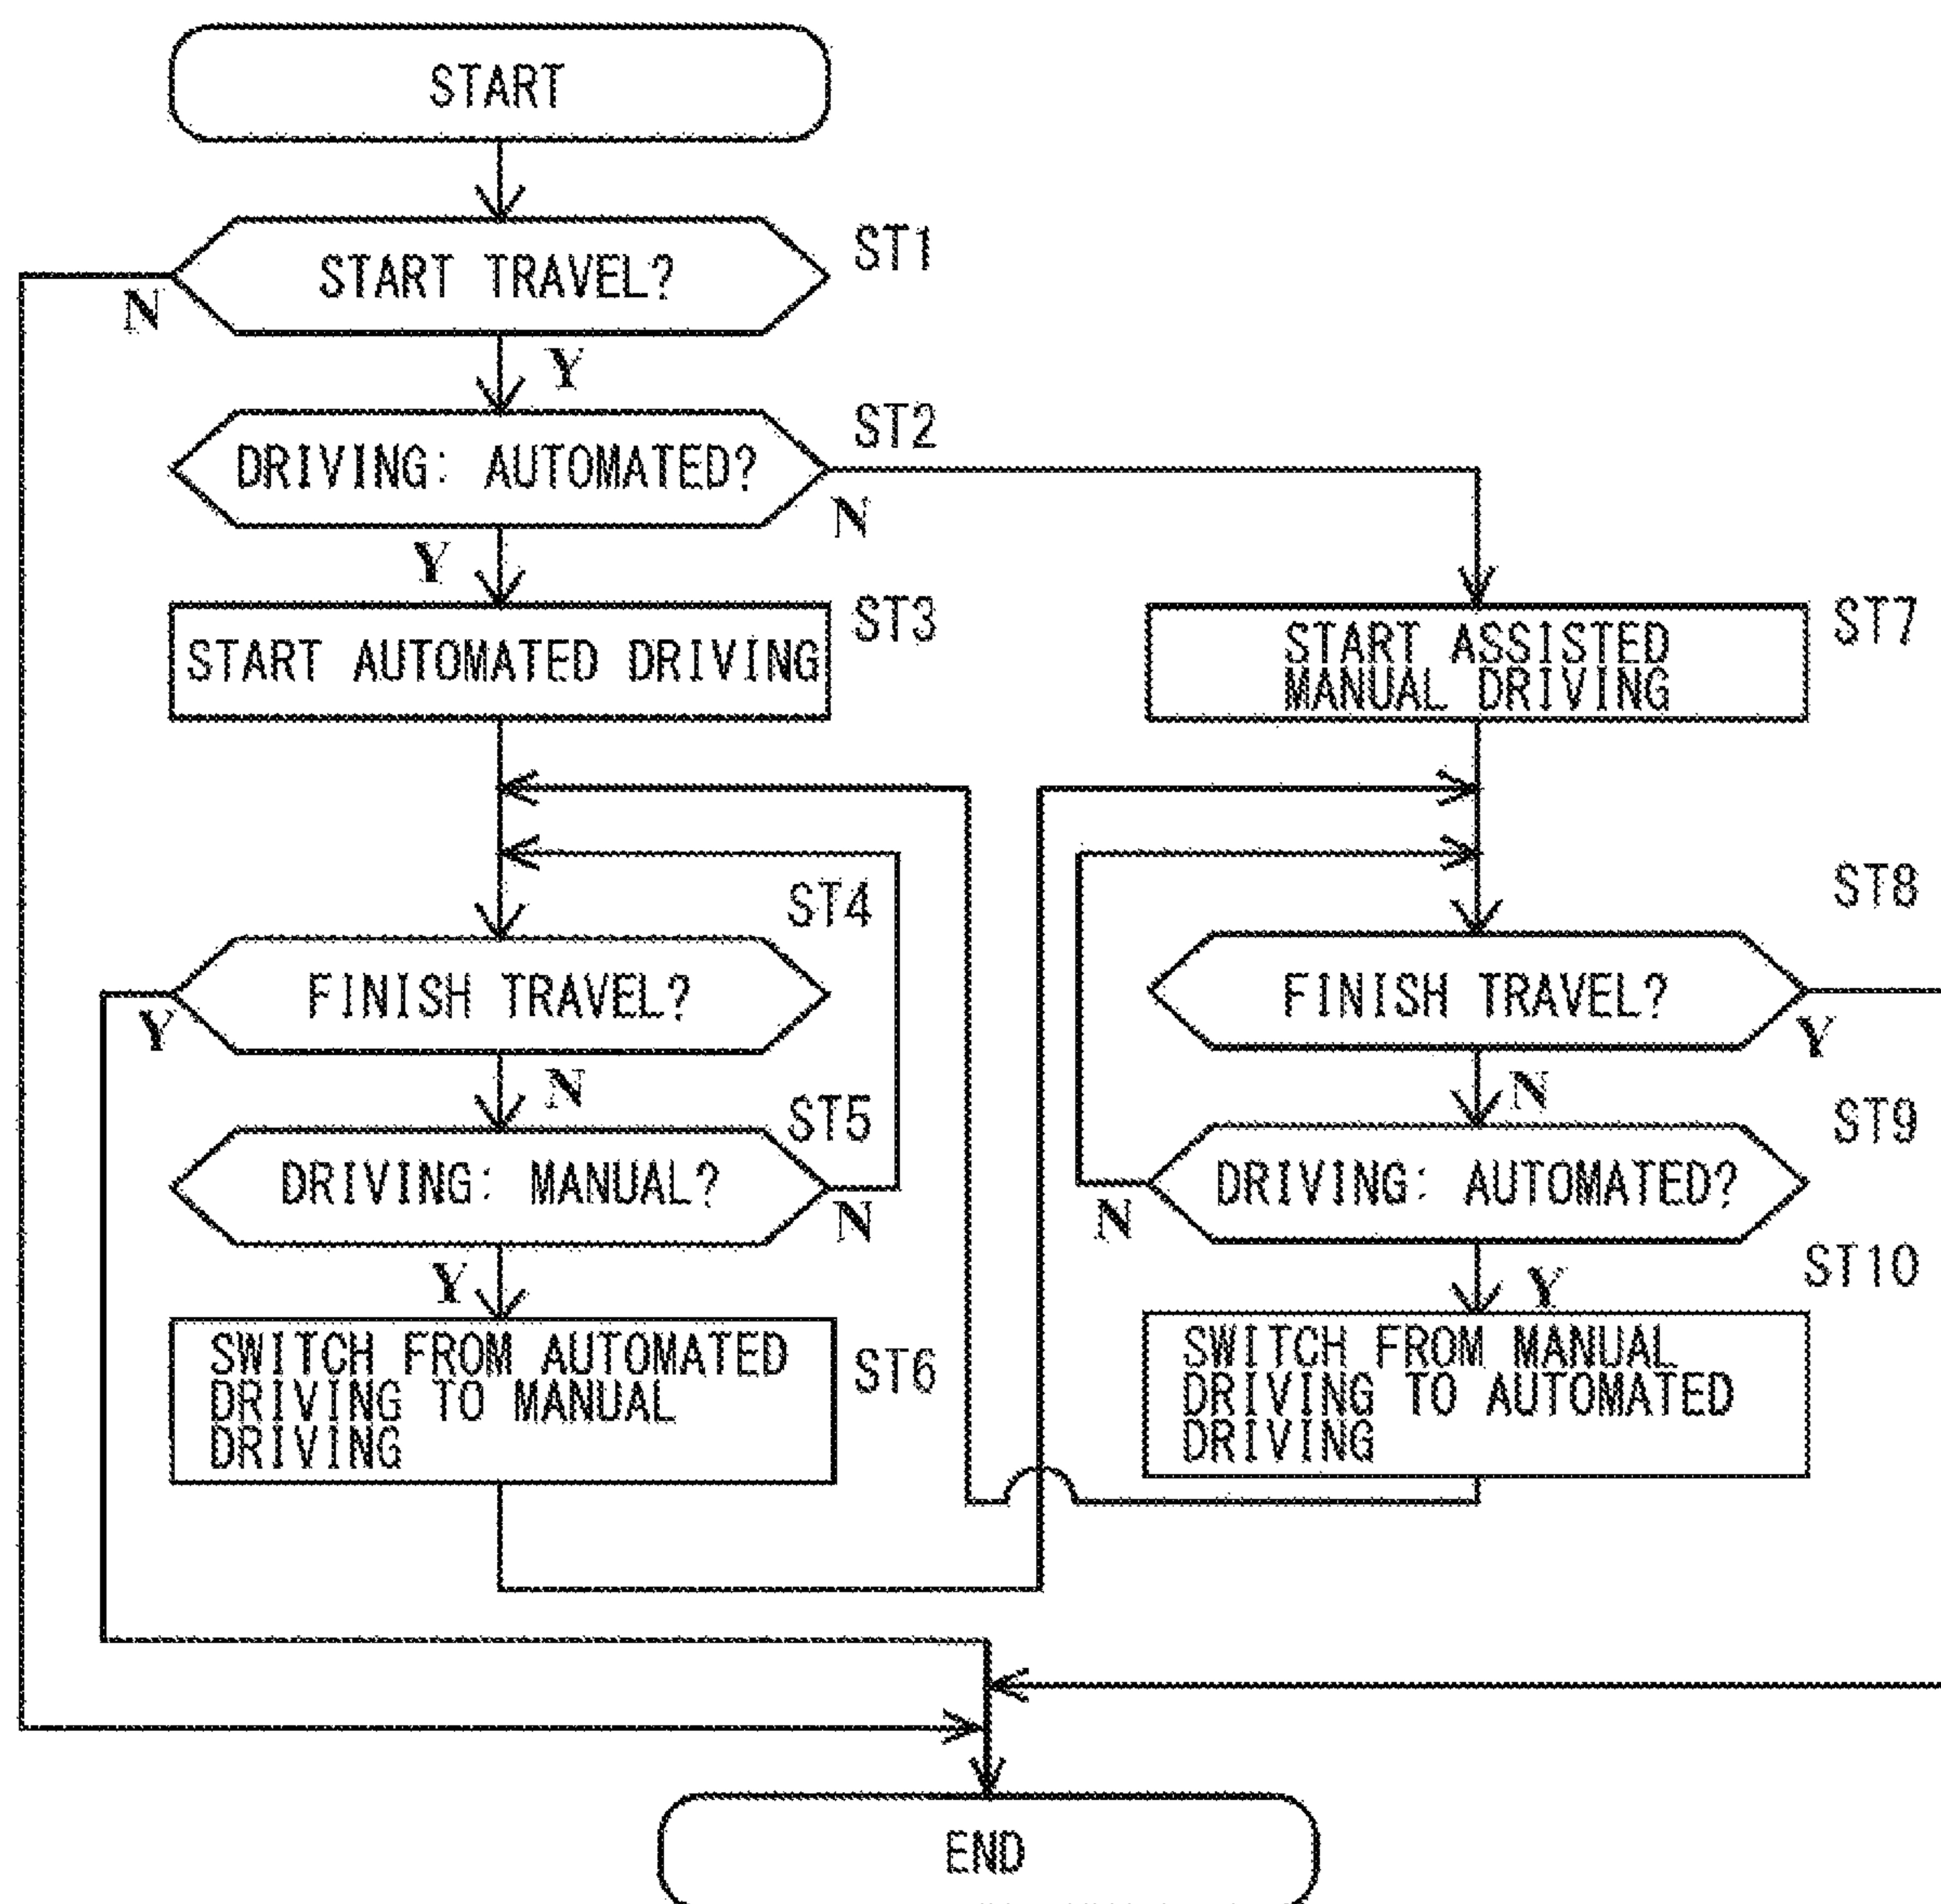 START
START TRAVEL?
ST1
N
Y
DRIVING: AUTOMATED?
ST2
N
Y
START AUTOMATED DRIVING
ST3
START ASSISTED
MANUAL DRIVING
ST7
FINISH TRAVEL?
ST4
Y
N
DRIVING: MANUAL?
ST5
N
Y
SWITCH FROM AUTOMATED
DRIVING TO MANUAL
DRIVING
ST6
FINISH TRAVEL?
ST8
Y
N
DRIVING: AUTOMATED?
ST9
N
Y
SWITCH FROM MANUAL
DRIVING TO AUTOMATED
DRIVING
ST10
END